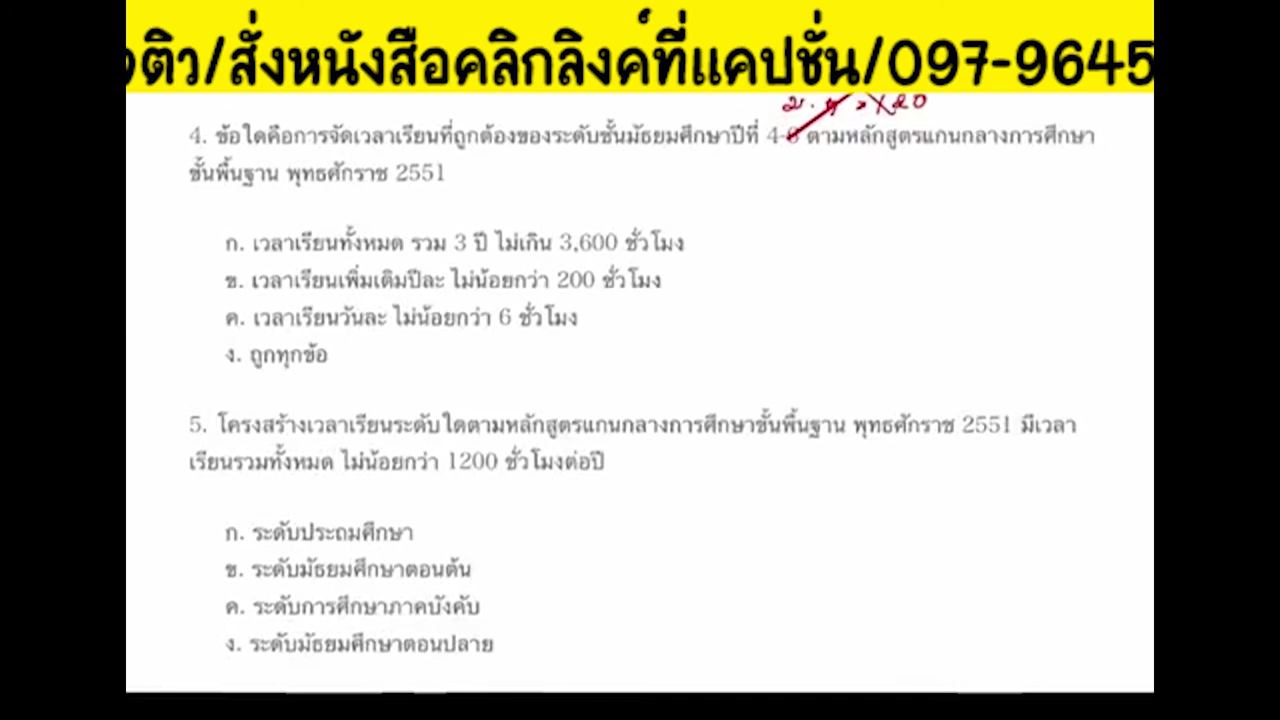 ติว/สั่งหนังสือคลิกลิงค์ที่แคปชั่น/097-9645
4. ข้อใดคือการจัดเวลาเรียนที่ถูกต้องของระดับชั้นมัธยมศึกษาปีที่ 4-6 ตามหลักสูตรแกนกลางการศึกษา
ขั้นพื้นฐาน พุทธศักราช 2551
ก. เวลาเรียนทั้งหมด รวม 3 ปี ไม่เกิน 3,600 ชั่วโมง
ข. เวลาเรียนเพิ่มเติมปีละ ไม่น้อยกว่า 200 ชั่วโมง
ค. เวลาเรียนวันละ ไม่น้อยกว่า 6 ชั่วโมง
ง. ถูกทุกข้อ
5. โครงสร้างเวลาเรียนระดับใดตามหลักสูตรแกนกลางการศึกษาขั้นพื้นฐาน พุทธศักราช 2551 มีเวลา
เรียนรวมทั้งหมด ไม่น้อยกว่า 1200 ชั่วโมงต่อปี
ก. ระดับประถมศึกษา
ข. ระดับมัธยมศึกษาตอนต้น
ค. ระดับการศึกษาภาคบังคับ
ง. ระดับมัธยมศึกษาตอนปลาย